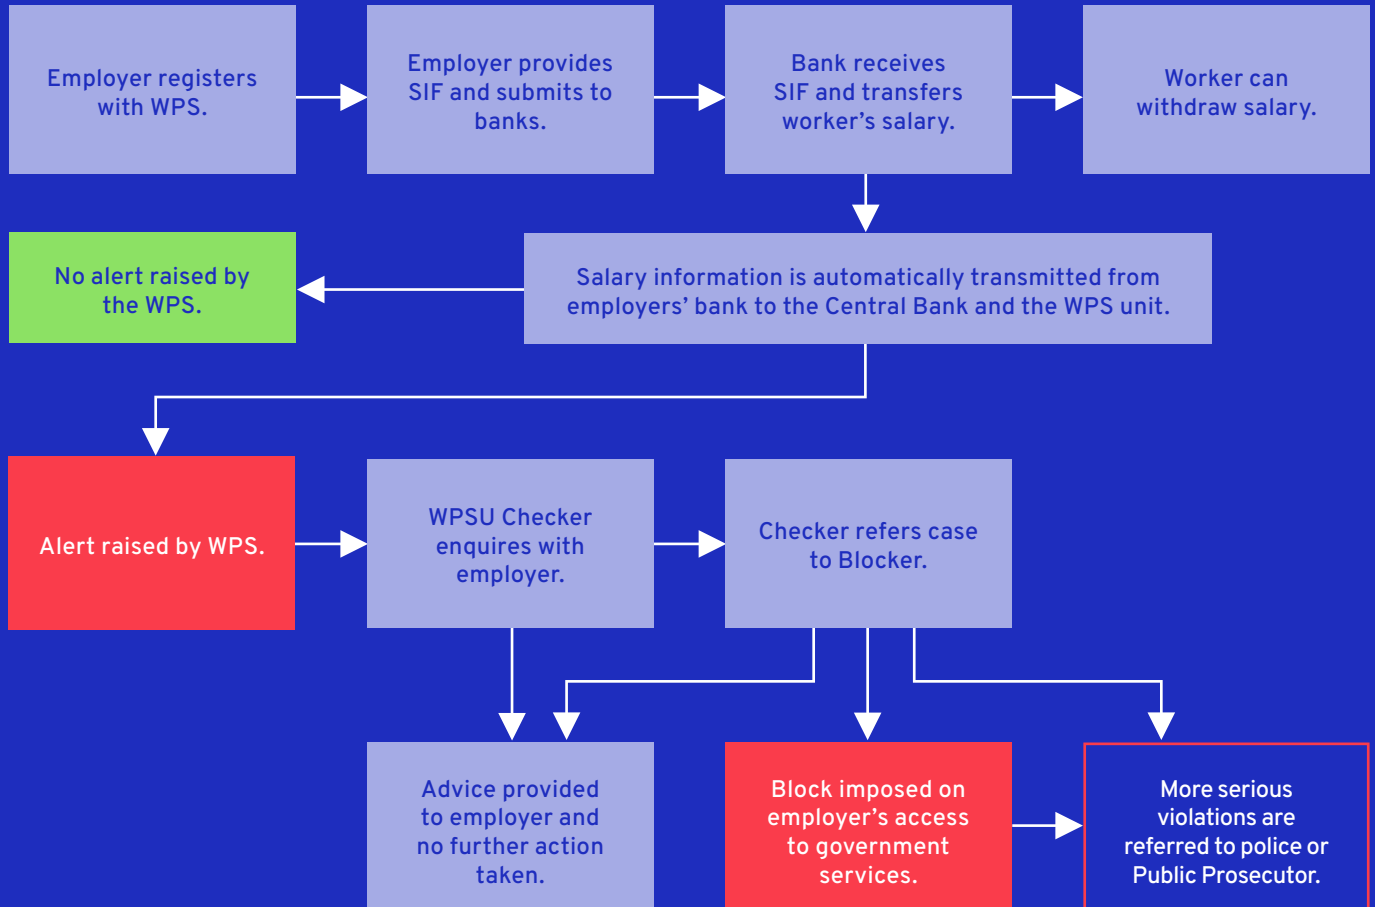 Employer registers
with WPS.
Employer provides
SIF and submits to
banks.
Bank receives
SIF and transfers
worker's salary.
Worker can
withdraw salary.
No alert raised by
the WPS.
Salary information is automatically transmitted from
employers' bank to the Central Bank and the WPS unit.
Alert raised by WPS.
WPSU Checker
enquires with
employer.
Checker refers case
to Blocker.
Advice provided
to employer and
no further action
taken.
Block imposed on
employer's access
to government
services.
More serious
violations are
referred to police or
Public Prosecutor.